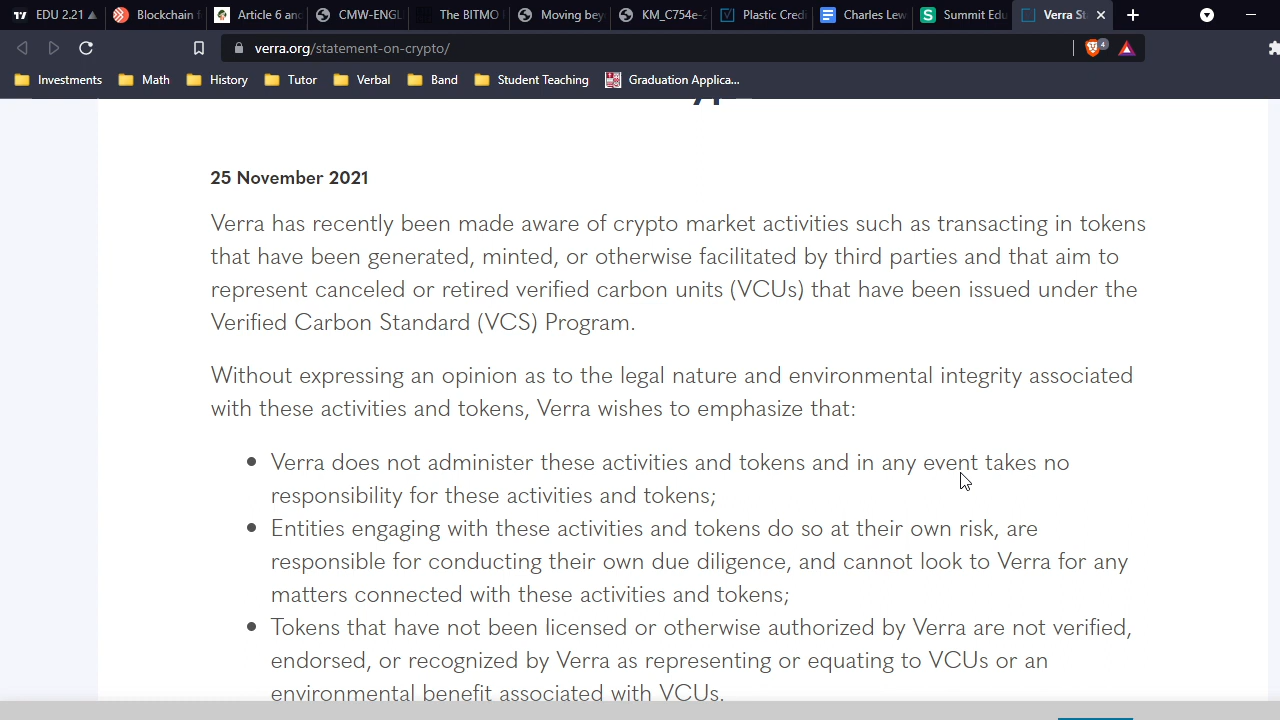 EDU 2.21
Blockchain f
Article 6 and
CMW-ENGL
The BITMO
Moving bey
KM_C754e-2
Plastic Cred
Charles Lew
Summit Edu
Verra St
verra.org/statement-on-crypto/
4
Investments
Math
History
Tutor
Verbal
Band
Student Teaching
Graduation Applica...
25 November 2021
Verra has recently been made aware of crypto market activities such as transacting in tokens
that have been generated, minted, or otherwise facilitated by third parties and that aim to
represent canceled or retired verified carbon units (VCUs) that have been issued under the
Verified Carbon Standard (VCS) Program.
Without expressing an opinion as to the legal nature and environmental integrity associated
with these activities and tokens, Verra wishes to emphasize that:
Verra does not administer these activities and tokens and in any event takes no
responsibility for these activities and tokens;
Entities engaging with these activities and tokens do so at their own risk, are
responsible for conducting their own due diligence, and cannot look to Verra for any
matters connected with these activities and tokens;
Tokens that have not been licensed or otherwise authorized by Verra are not verified,
endorsed, or recognized by Verra as representing or equating to VCUs or an
environmental benefit associated with VCUs.